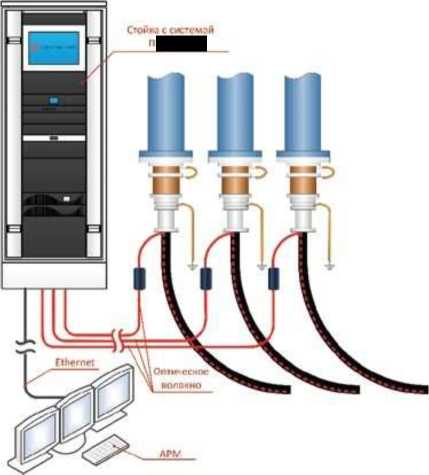 Стойка с системой
П
Ethernet
Оптическое
волокно
АРМ